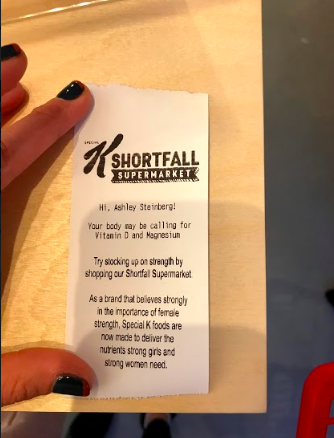 SPECIAL
K SHORTFALL
SUPERMARKET
Hi, Ashley Steinberg!
Your body may be calling for
Vitamin D and Magnesium
Try stocking up on strength by
shopping our Shortfall Supermarket
As a brand that believes strongly
in the importance of female
strength, Special K foods are
now made to deliver the
nutrients strong girls and
strong women need.